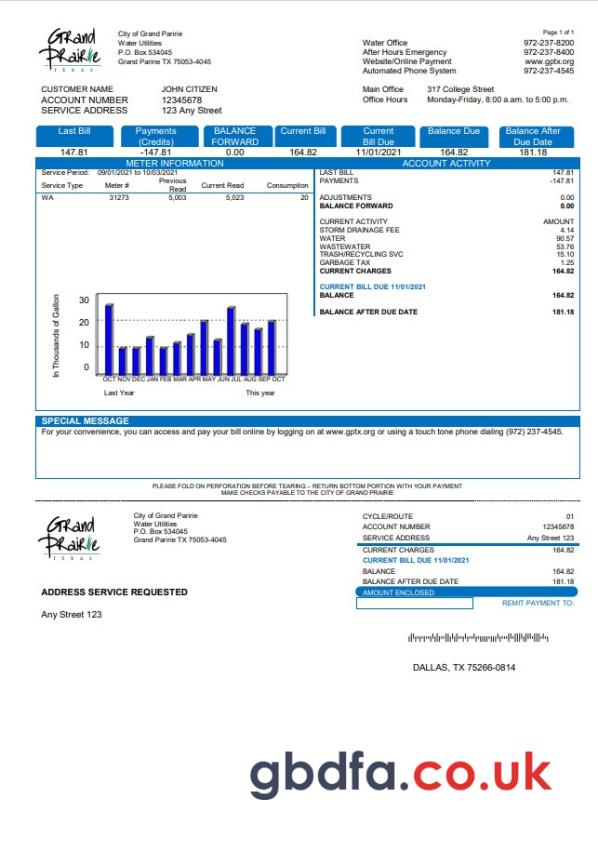 Grand
Prairie
TEXAS
City of Grand Paririe
Water Utilities
P.O. Box 534045
Grand Paririe TX 75053-4045
Page 1 of 1
Water Office 972-237-8200
After Hours Emergency 972-237-8400
Website/Online Payment www.gptx.org
Automated Phone System 972-237-4545
CUSTOMER NAME JOHN CITIZEN
ACCOUNT NUMBER 12345678
SERVICE ADDRESS 123 Any Street
Main Office 317 College Street
Office Hours Monday-Friday, 8:00 a.m. to 5:00 p.m.
Last Bill Payments (Credits) BALANCE FORWARD Current Bill Current Bill Due Balance Due Balance After Due Date
147.81 -147.81 0.00 164.82 11/01/2021 164.82 181.18
METER INFORMATION
Service Period: 09/01/2021 to 10/03/2021
Service Type Meter # Previous Read Current Read Consumption
WA 31273 5,003 5,023 20
In Thousands of Gallon
30
20
10
0
OCT NOV DEC JAN FEB MAR APR MAY JUN JUL AUG SEP OCT
Last Year This year
ACCOUNT ACTIVITY
LAST BILL 147.81
PAYMENTS -147.81
ADJUSTMENTS 0.00
BALANCE FORWARD 0.00
CURRENT ACTIVITY AMOUNT
STORM DRAINAGE FEE 4.14
WATER 90.57
WASTEWATER 53.76
TRASH/RECYCLING SVC 15.10
GARBAGE TAX 1.25
CURRENT CHARGES 164.82
CURRENT BILL DUE 11/01/2021
BALANCE 164.82
BALANCE AFTER DUE DATE 181.18
SPECIAL MESSAGE
For your convenience, you can access and pay your bill online by logging on at www.gptx.org or using a touch tone phone dialing (972) 237-4545.
PLEASE FOLD ON PERFORATION BEFORE TEARING – RETURN BOTTOM PORTION WITH YOUR PAYMENT
MAKE CHECKS PAYABLE TO THE CITY OF GRAND PRAIRIE
Grand
Prairie
TEXAS
City of Grand Paririe
Water Utilities
P.O. Box 534045
Grand Paririe TX 75053-4045
CYCLE/ROUTE 01
ACCOUNT NUMBER 12345678
SERVICE ADDRESS Any Street 123
CURRENT CHARGES 164.82
CURRENT BILL DUE 11/01/2021
BALANCE 164.82
BALANCE AFTER DUE DATE 181.18
AMOUNT ENCLOSED
REMIT PAYMENT TO:
ADDRESS SERVICE REQUESTED
Any Street 123
DALLAS, TX 75266-0814
gbdfa.co.uk